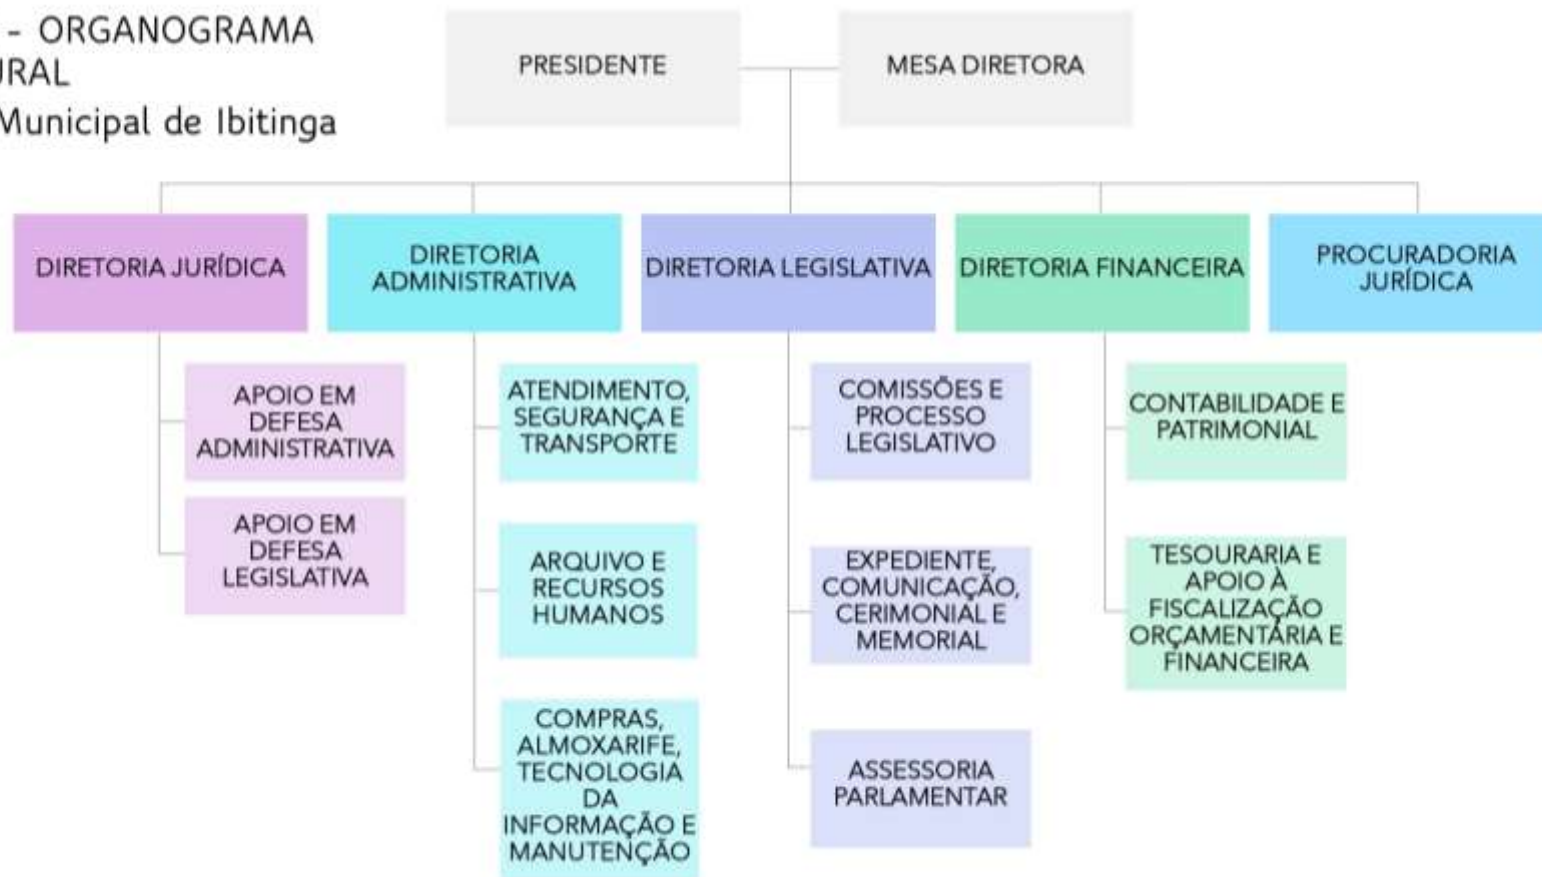 - ORGANOGRAMA
URAL
Municipal de Ibitinga
PRESIDENTE
MESA DIRETORA
DIRETORIA JURÍDICA
DIRETORIA
ADMINISTRATIVA
DIRETORIA LEGISLATIVA
DIRETORIA FINANCEIRA
PROCURADORIA
JURÍDICA
APOIO EM
DEFESA
ADMINISTRATIVA
APOIO EM
DEFESA
LEGISLATIVA
ATENDIMENTO,
SEGURANÇA E
TRANSPORTE
ARQUIVO E
RECURSOS
HUMANOS
COMPRAS,
ALMOXARIFE,
TECNOLOGIA
DA
INFORMAÇÃO E
MANUTENÇÃO
COMISSÕES E
PROCESSO
LEGISLATIVO
EXPEDIENTE,
COMUNICAÇÃO,
CERIMONIAL E
MEMORIAL
ASSESSORIA
PARLAMENTAR
CONTABILIDADE E
PATRIMONIAL
TESOURARIA E
APOIO À
FISCALIZAÇÃO
ORÇAMENTÁRIA E
FINANCEIRA